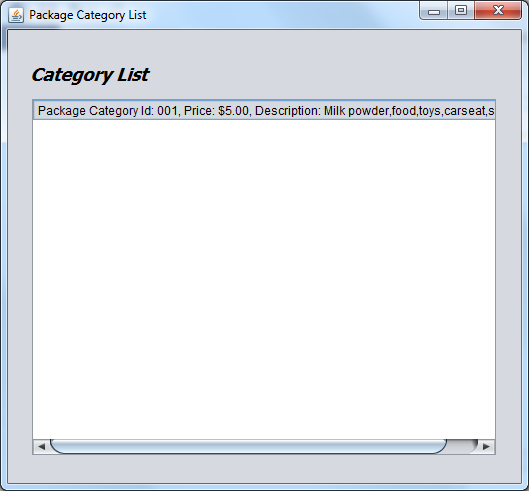 Package Category List
Category List
Package Category Id: 001, Price: $5.00, Description: Milk powder,food,toys,carseat,s